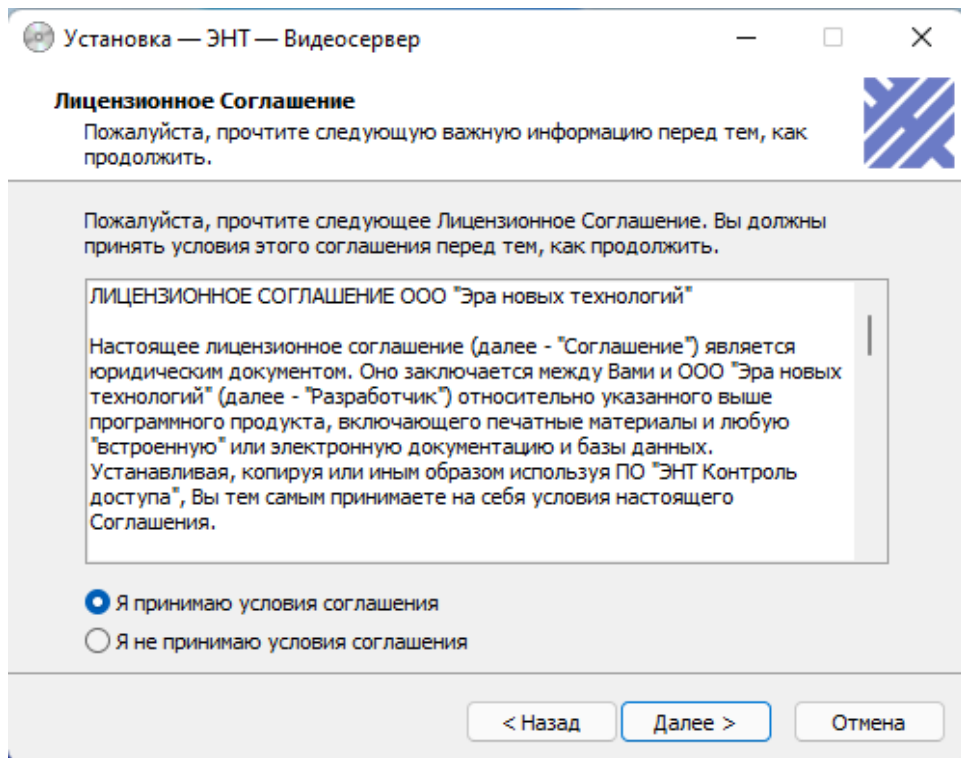 Установка — ЭНТ — Видеосервер
Лицензионное Соглашение
Пожалуйста, прочтите следующую важную информацию перед тем, как
продолжить.
Пожалуйста, прочтите следующее Лицензионное Соглашение. Вы должны
принять условия этого соглашения перед тем, как продолжить.
ЛИЦЕНЗИОННОЕ СОГЛАШЕНИЕ ООО "Эра новых технологий"
Настоящее лицензионное соглашение (далее - "Соглашение") является
юридическим документом. Оно заключается между Вами и ООО "Эра новых
технологий" (далее - "Разработчик") относительно указанного выше
программного продукта, включающего печатные материалы и любую
"встроенную" или электронную документацию и базы данных.
Устанавливая, копируя или иным образом используя ПО "ЭНТ Контроль
доступа", Вы тем самым принимаете на себя условия настоящего
Соглашения.
Я принимаю условия соглашения
Я не принимаю условия соглашения
< Назад
Далее >
Отмена